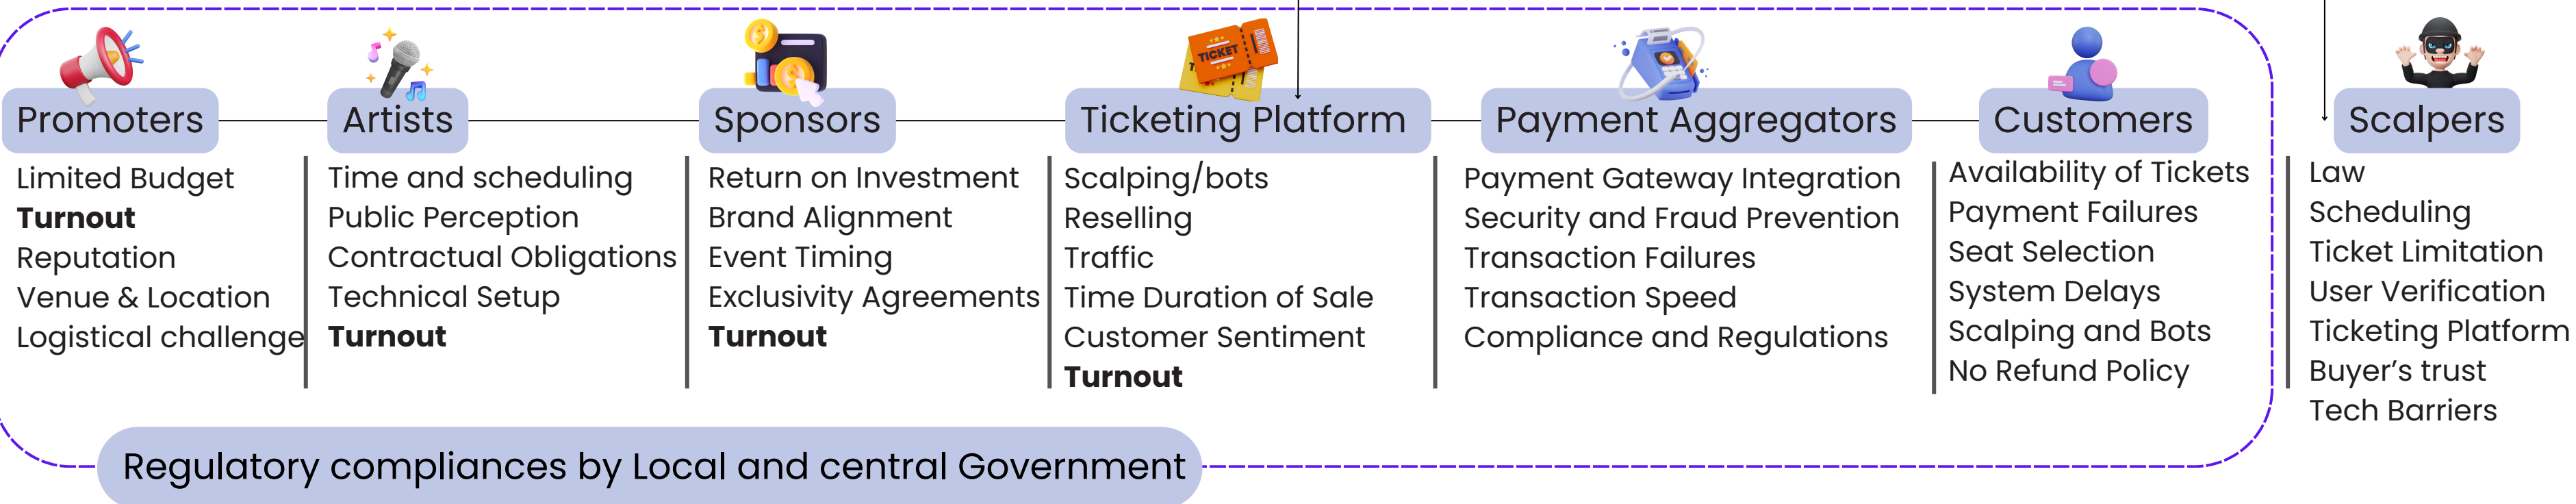 TICKET
Promoters
Limited Budget
Turnout
Reputation
Venue & Location
Logistical challenge
Artists
Time and scheduling
Public Perception
Contractual Obligations
Technical Setup
Turnout
Sponsors
Return on Investment
Brand Alignment
Event Timing
Exclusivity Agreements
Turnout
Ticketing Platform
Scalping/bots
Reselling
Traffic
Time Duration of Sale
Customer Sentiment
Turnout
Payment Aggregators
Payment Gateway Integration
Security and Fraud Prevention
Transaction Failures
Transaction Speed
Compliance and Regulations
Customers
Availability of Tickets
Payment Failures
Seat Selection
System Delays
Scalping and Bots
No Refund Policy
Scalpers
Law
Scheduling
Ticket Limitation
User Verification
Ticketing Platform
Buyer’s trust
Tech Barriers
Regulatory compliances by Local and central Government